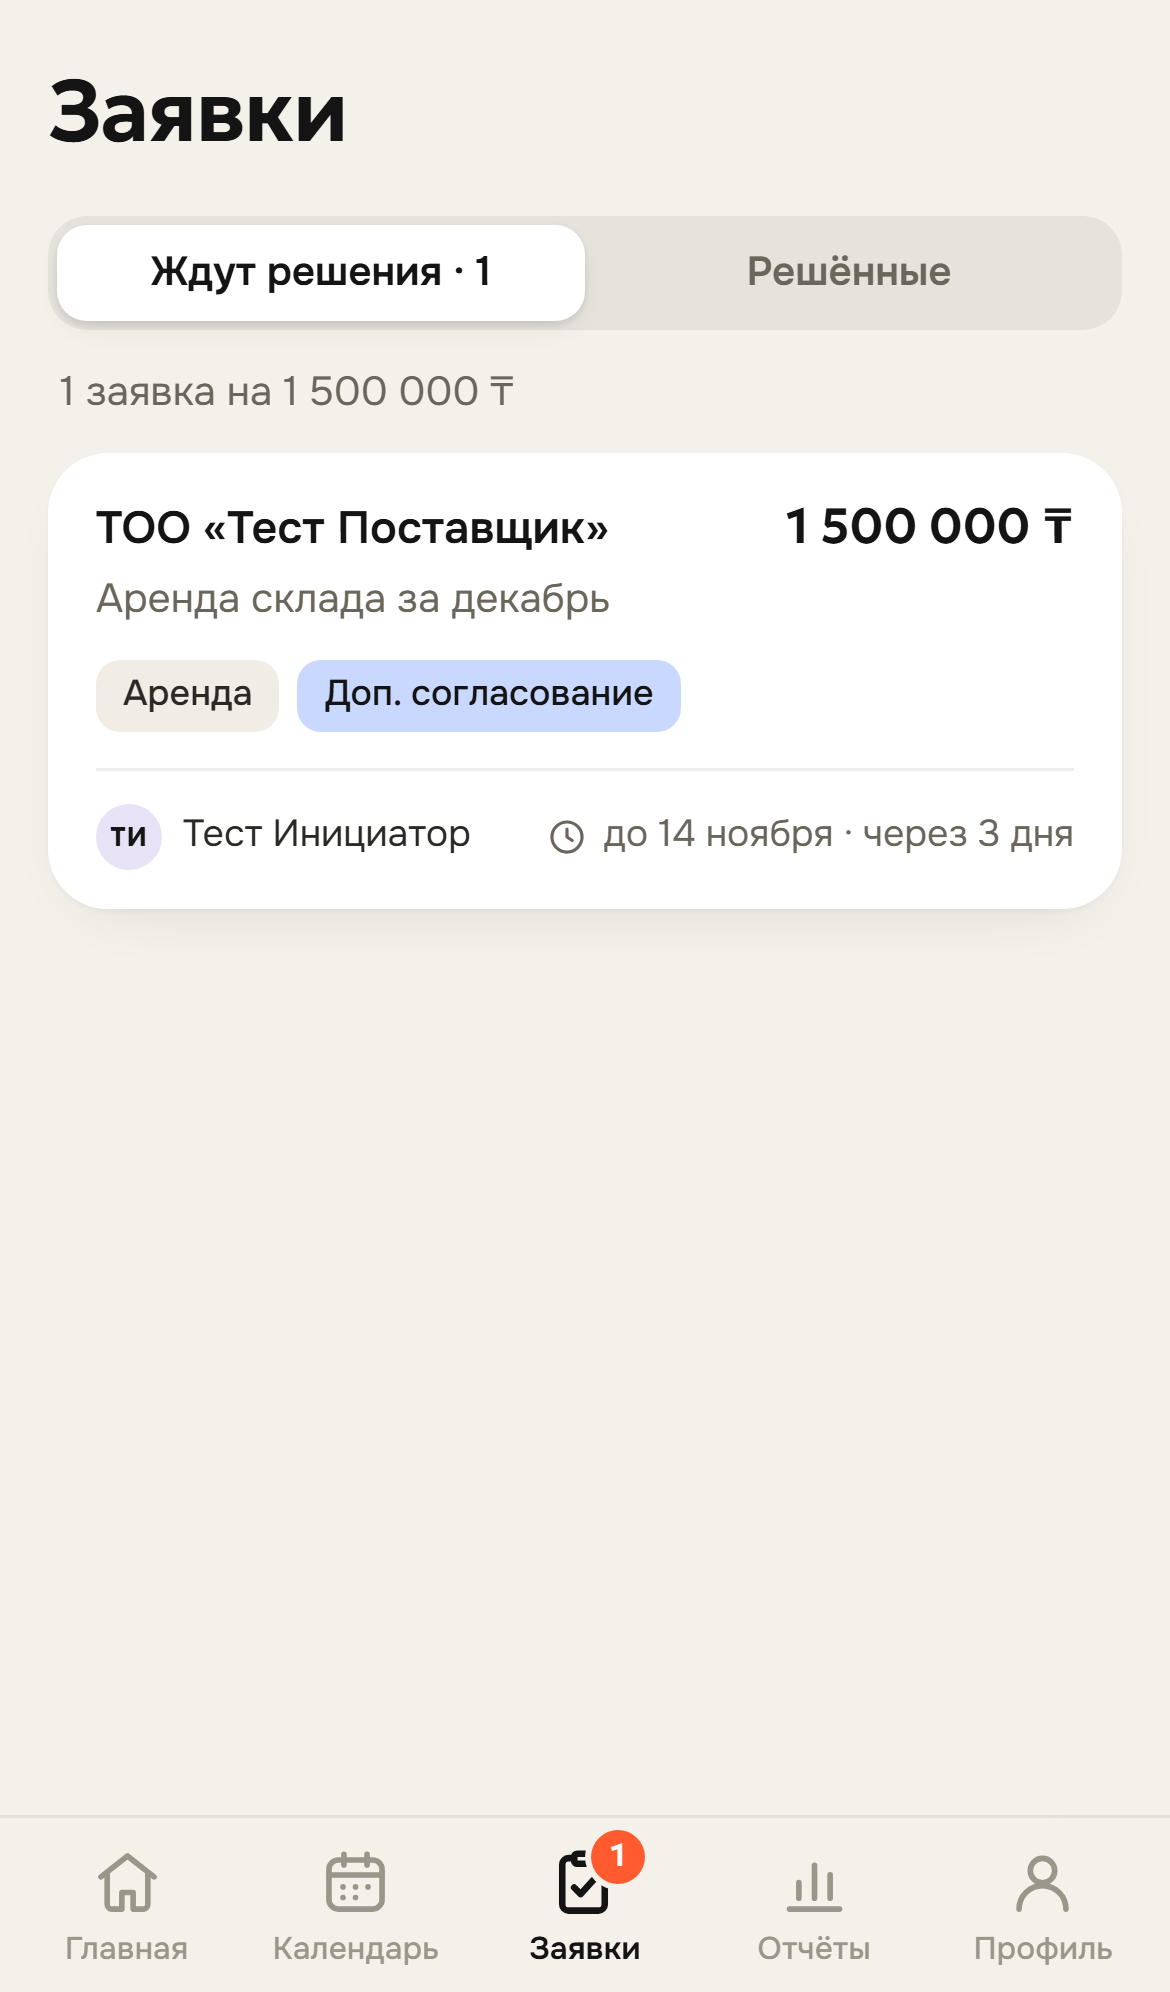 Заявки
Ждут решения · 1
Решённые
1 заявка на 1 500 000 ₸
ТОО «Тест Поставщик»
1 500 000 ₸
Аренда склада за декабрь
Аренда
Доп. согласование
ТИ
Тест Инициатор
до 14 ноября · через 3 дня
1
Главная
Календарь
Заявки
Отчёты
Профиль